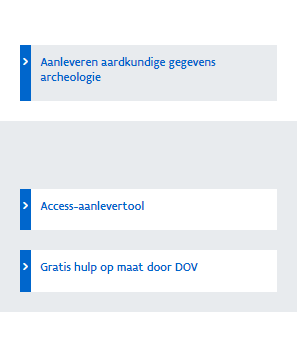 Aanleveren aardkundige gegevens
archeologie
Access-aanlevertool
Gratis hulp op maat door DOV